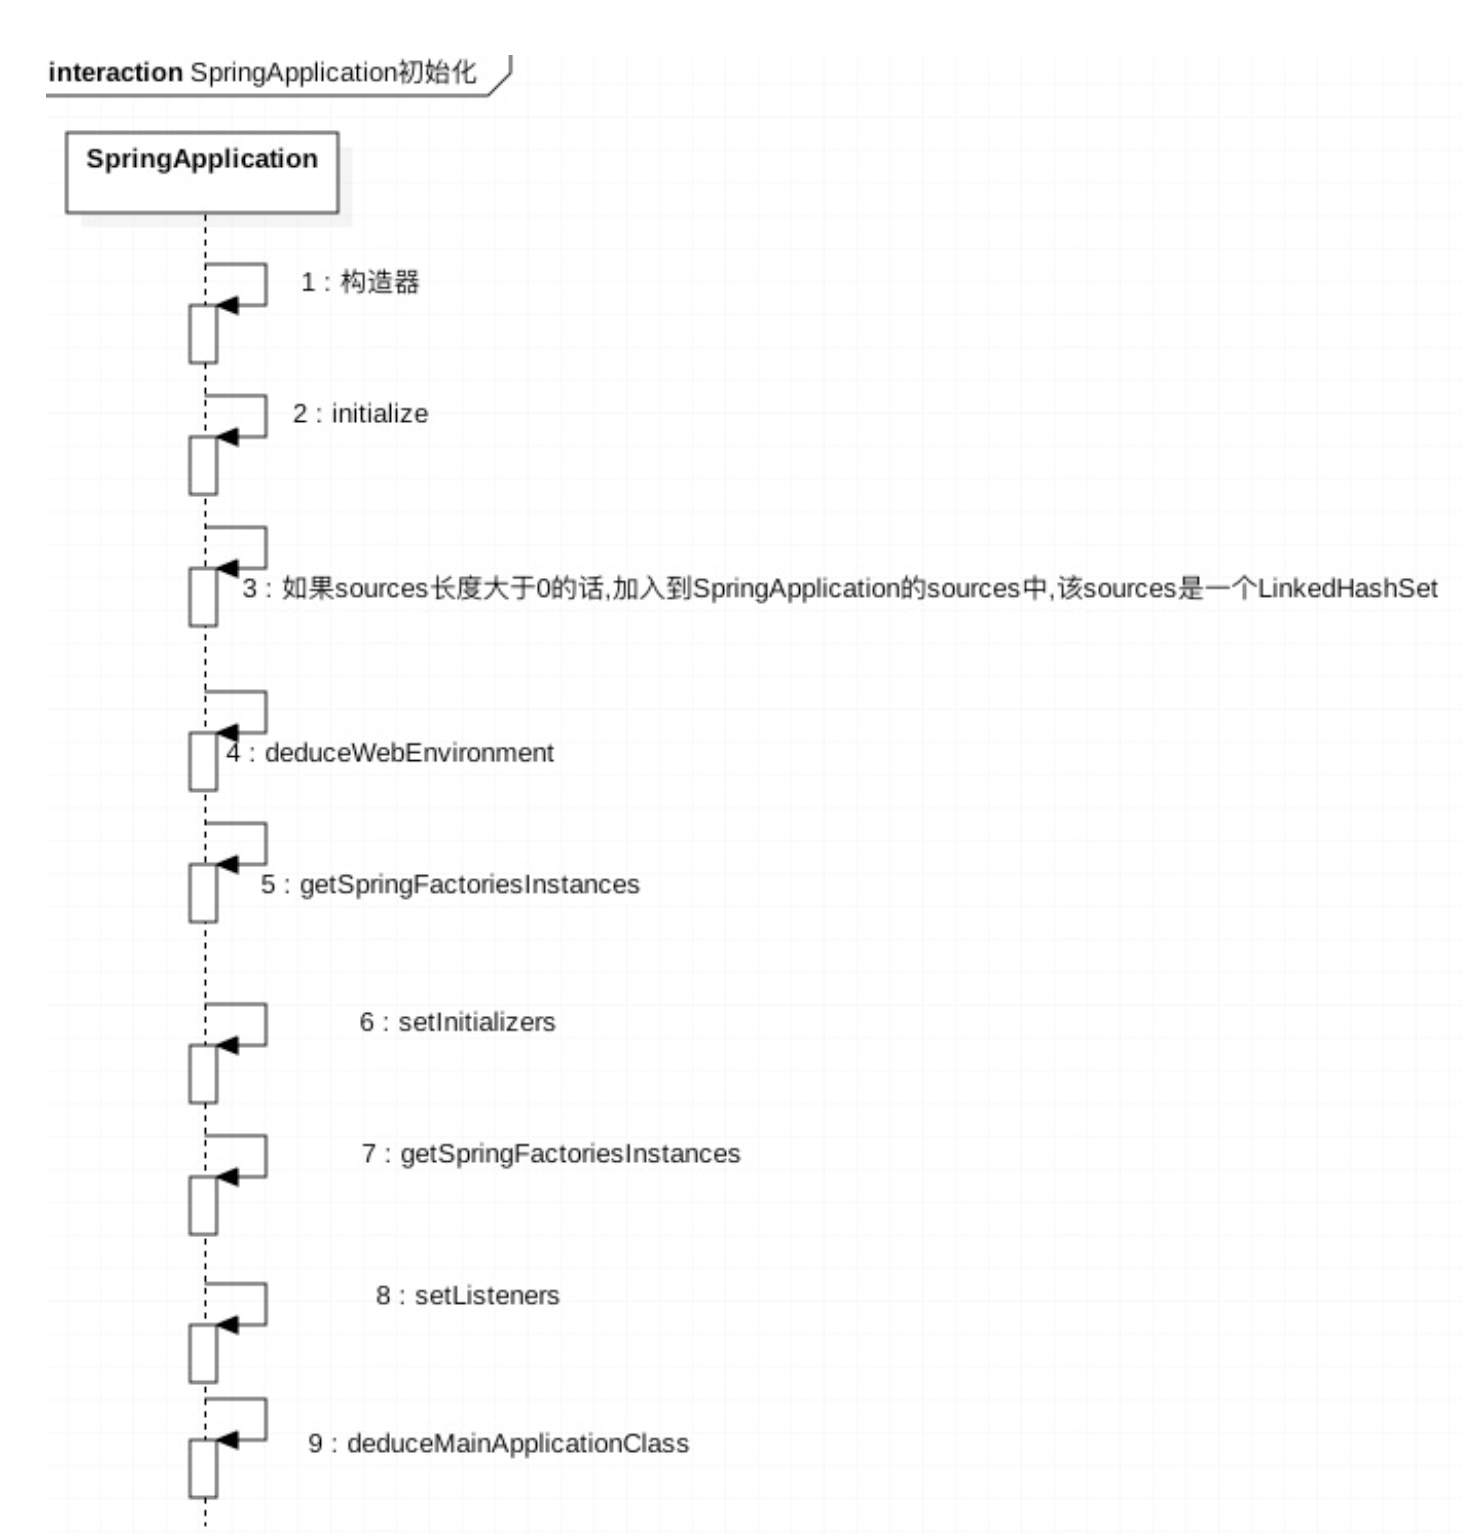 interaction SpringApplication初始化
SpringApplication
1 : 构造器
2 : initialize
3 : 如果sources长度大于0的话,加入到SpringApplication的sources中,该sources是一个LinkedHashSet
4 : deduceWebEnvironment
5 : getSpringFactoriesInstances
6 : setInitializers
7 : getSpringFactoriesInstances
8 : setListeners
9 : deduceMainApplicationClass